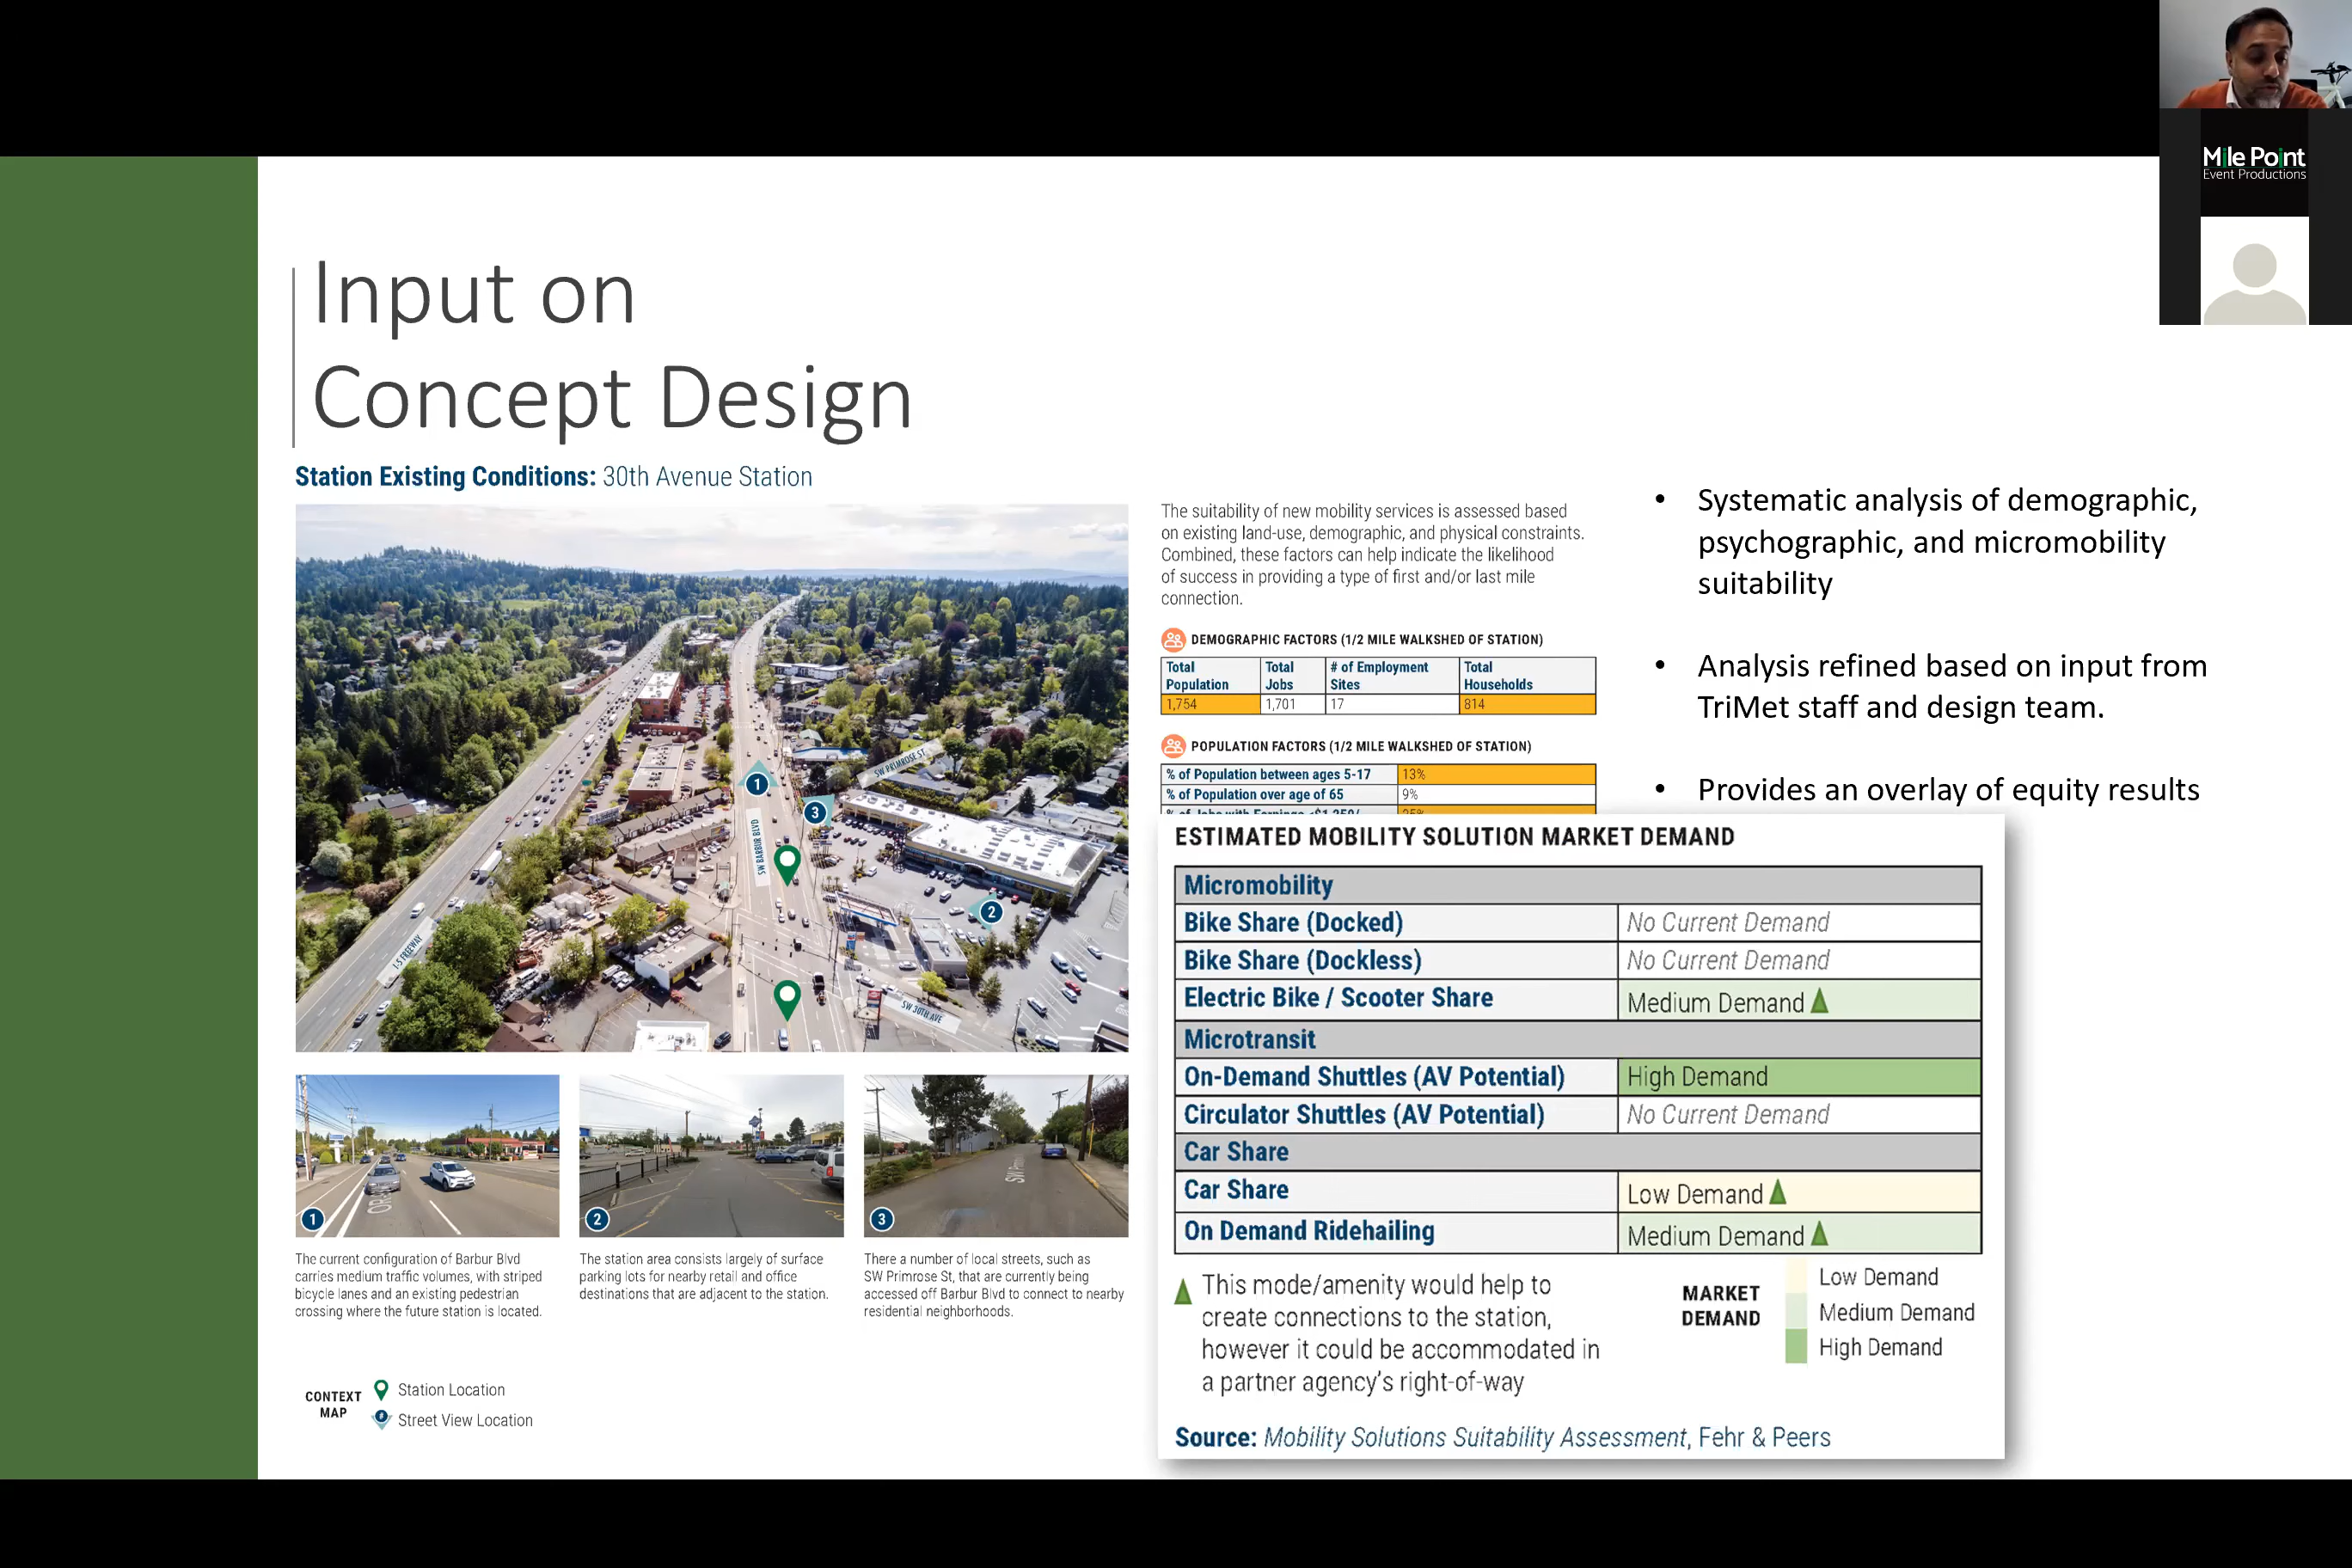 Mile Point
Event Productions
Input on
Concept Design
Station Existing Conditions: 30th Avenue Station
SW PRIMROSE ST
1
3
SW BARBUR BLVD
2
I-5 FREEWAY
SW 30TH AVE
1
2
3
The current configuration of Barbur Blvd
carries medium traffic volumes, with striped
bicycle lanes and an existing pedestrian
crossing where the future station is located.
The station area consists largely of surface
parking lots for nearby retail and office
destinations that are adjacent to the station.
There a number of local streets, such as
SW Primrose St, that are currently being
accessed off Barbur Blvd to connect to nearby
residential neighborhoods.
CONTEXT
MAP
Station Location
# Street View Location
The suitability of new mobility services is assessed based
on existing land-use, demographic, and physical constraints.
Combined, these factors can help indicate the likelihood
of success in providing a type of first and/or last mile
connection.
DEMOGRAPHIC FACTORS (1/2 MILE WALKSHED OF STATION)
Total Population Total Jobs # of Employment Sites Total Households
1,754 1,701 17 814
POPULATION FACTORS (1/2 MILE WALKSHED OF STATION)
% of Population between ages 5-17 13%
% of Population over age of 65 9%
% of Jobs with Earnings <$1,250/ 25%
ESTIMATED MOBILITY SOLUTION MARKET DEMAND
Micromobility
Bike Share (Docked) No Current Demand
Bike Share (Dockless) No Current Demand
Electric Bike / Scooter Share Medium Demand
Microtransit
On-Demand Shuttles (AV Potential) High Demand
Circulator Shuttles (AV Potential) No Current Demand
Car Share
Car Share Low Demand
On Demand Ridehailing Medium Demand
This mode/amenity would help to
create connections to the station,
however it could be accommodated in
a partner agency's right-of-way
MARKET
DEMAND
Low Demand
Medium Demand
High Demand
Source: Mobility Solutions Suitability Assessment, Fehr & Peers
• Systematic analysis of demographic,
psychographic, and micromobility
suitability
• Analysis refined based on input from
TriMet staff and design team.
• Provides an overlay of equity results